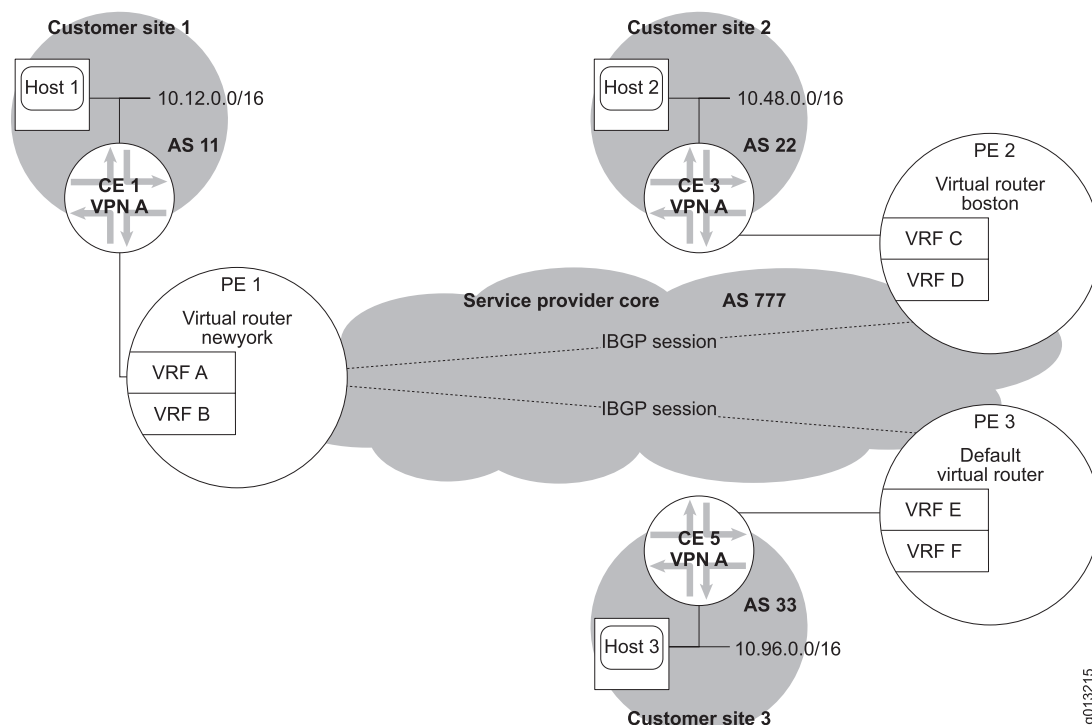 Customer site 1
Host 1
10.12.0.0/16
AS 11
CE 1
VPN A
Customer site 2
Host 2
10.48.0.0/16
AS 22
CE 3
VPN A
PE 2
Virtual router
boston
VRF C
VRF D
PE 1
Virtual router
newyork
VRF A
VRF B
Service provider core
AS 777
IBGP session
IBGP session
PE 3
Default
virtual router
VRF E
VRF F
CE 5
VPN A
AS 33
Host 3
10.96.0.0/16
Customer site 3
g013215